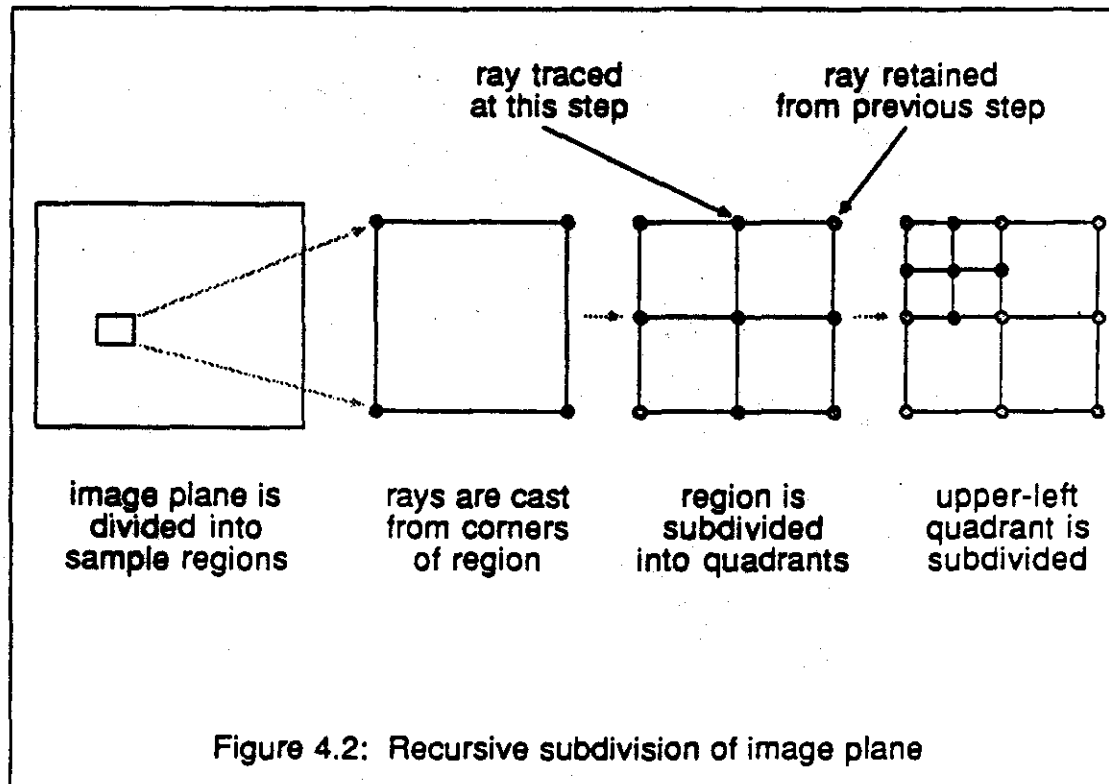 ray traced
at this step
ray retained
from previous step
image plane is
divided into
sample regions
rays are cast
from corners
of region
region is
subdivided
into quadrants
upper-left
quadrant is
subdivided
Figure 4.2: Recursive subdivision of image plane